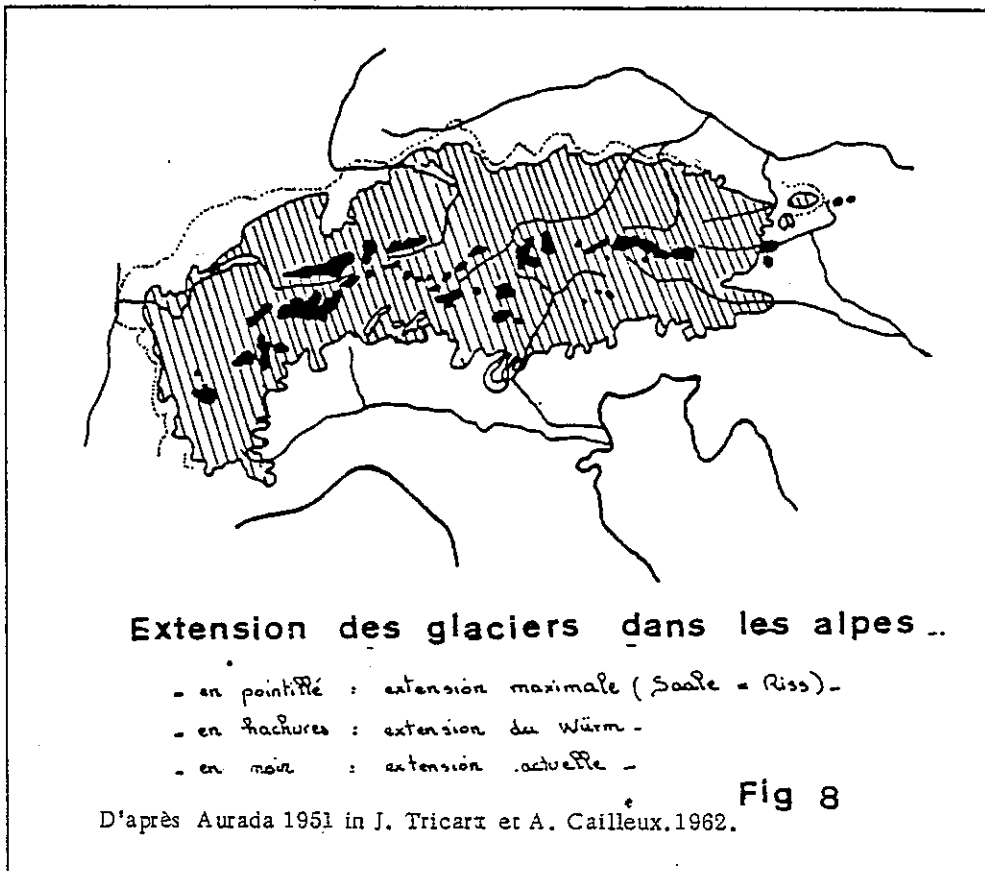 Extension des glaciers dans les alpes ..
- en pointillé : extension maximale ( Saale = Riss ) -
- en hachures : extension du Würm -
- en noir : extension actuelle -
Fig 8
D'après Aurada 1951 in J. Tricarx et A. Cailleux. 1962.